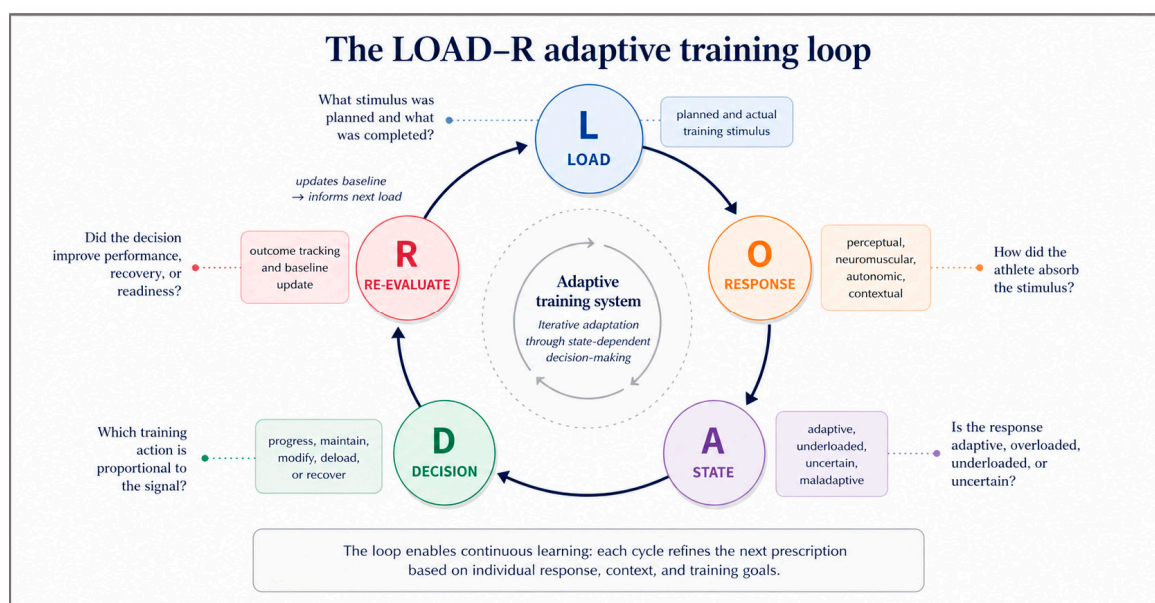 The LOAD–R adaptive training loop
What stimulus was
planned and what
was completed?
L
LOAD
planned and actual
training stimulus
updates baseline
→ informs next load
Did the decision
improve performance,
recovery, or
readiness?
outcome tracking
and baseline
update
R
RE-EVALUATE
Adaptive
training system
Iterative adaptation
through state-dependent
decision-making
O
RESPONSE
perceptual,
neuromuscular,
autonomic,
contextual
How did the
athlete absorb
the stimulus?
Which training
action is
proportional to
the signal?
progress, maintain,
modify, deload,
or recover
D
DECISION
A
STATE
adaptive,
underloaded,
uncertain,
maladaptive
Is the response
adaptive, overloaded,
underloaded, or
uncertain?
The loop enables continuous learning: each cycle refines the next prescription
based on individual response, context, and training goals.